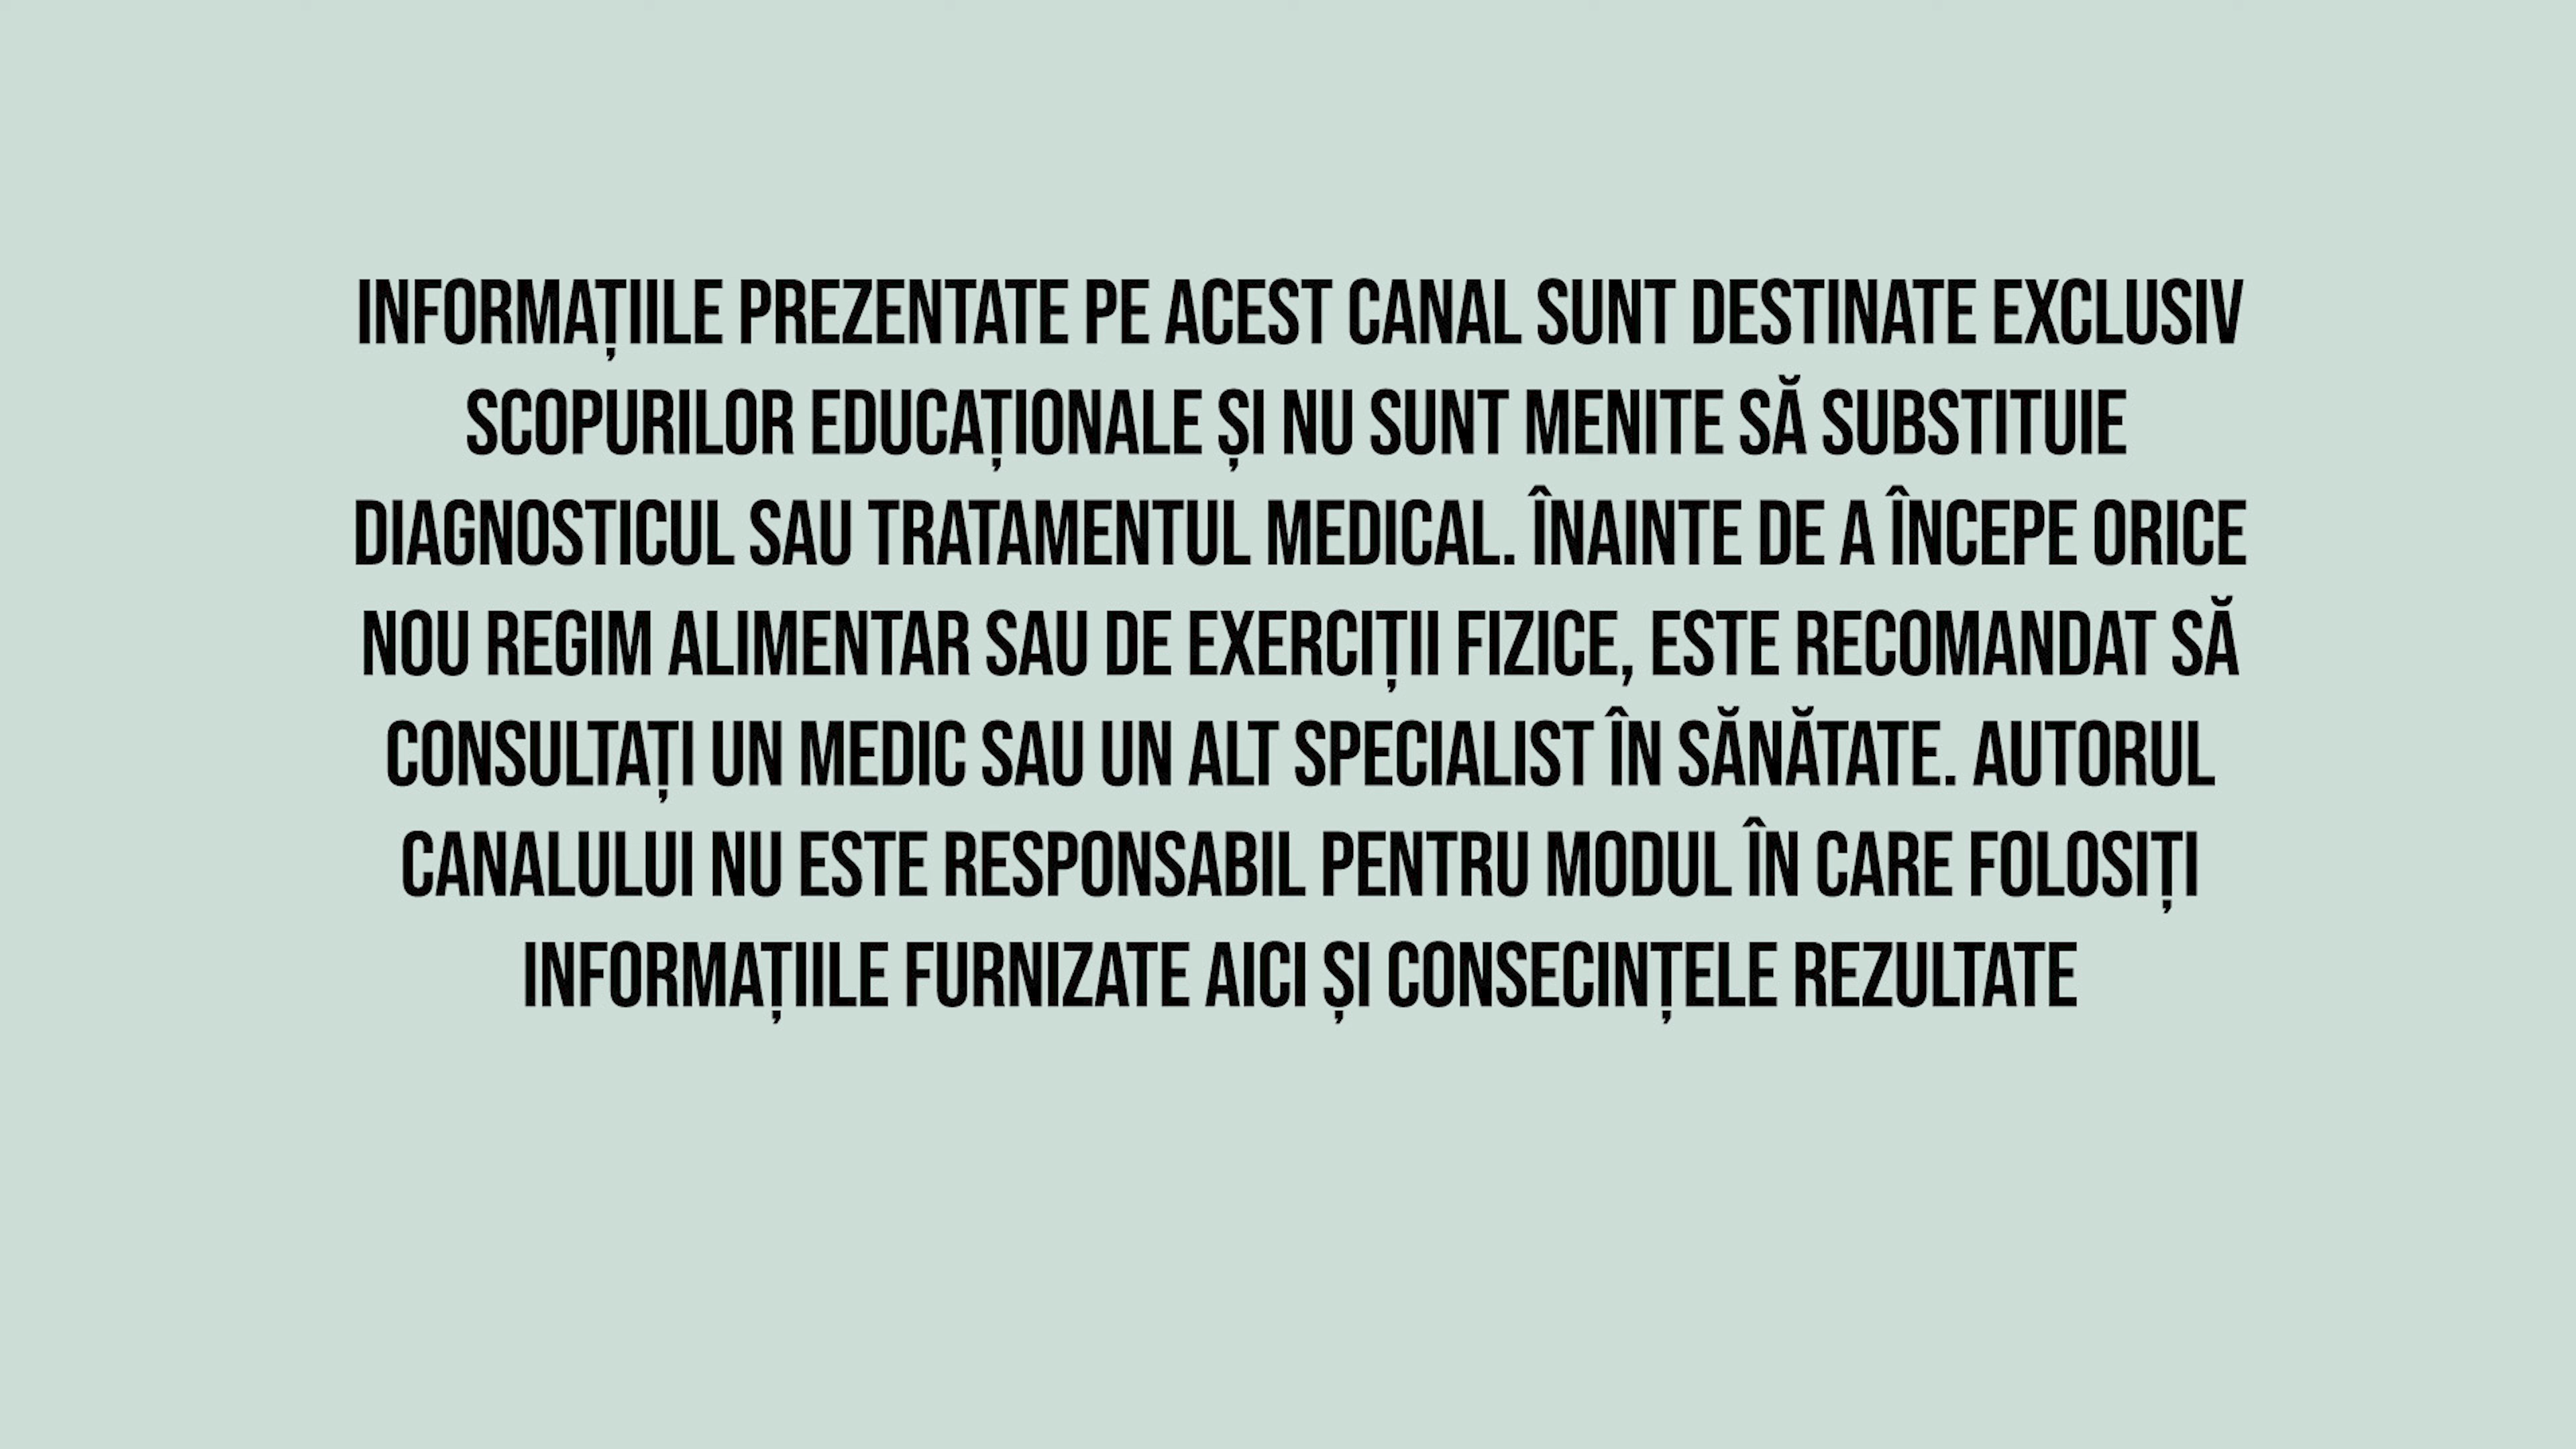 INFORMAȚIILE PREZENTATE PE ACEST CANAL SUNT DESTINATE EXCLUSIV
SCOPURILOR EDUCAȚIONALE ȘI NU SUNT MENITE SĂ SUBSTITUIE
DIAGNOSTICUL SAU TRATAMENTUL MEDICAL. ÎNAINTE DE A ÎNCEPE ORICE
NOU REGIM ALIMENTAR SAU DE EXERCIȚII FIZICE, ESTE RECOMANDAT SĂ
CONSULTAȚI UN MEDIC SAU UN ALT SPECIALIST ÎN SĂNĂTATE. AUTORUL
CANALULUI NU ESTE RESPONSABIL PENTRU MODUL ÎN CARE FOLOSIȚI
INFORMAȚIILE FURNIZATE AICI ȘI CONSECINȚELE REZULTATE